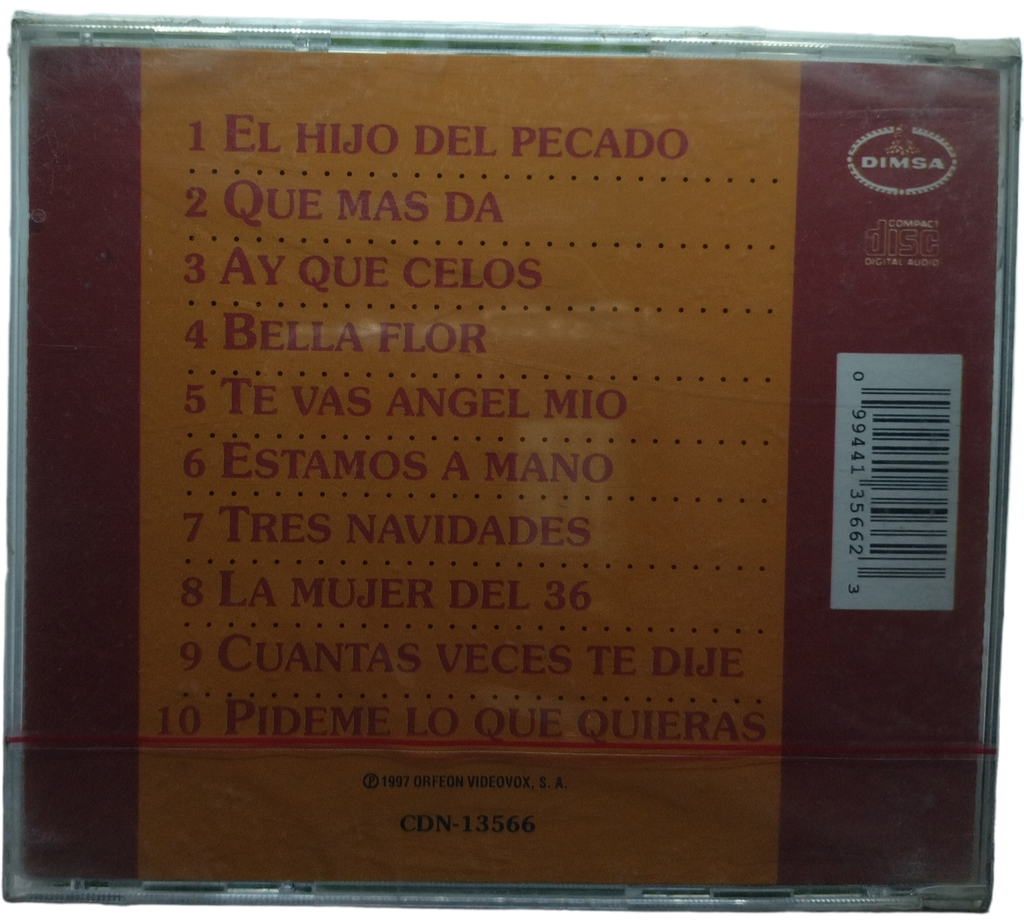 1 EL HIJO DEL PECADO
2 QUE MAS DA
3 AY QUE CELOS
4 BELLA FLOR
5 TE VAS ANGEL MIO
6 ESTAMOS A MANO
7 TRES NAVIDADES
8 LA MUJER DEL 36
9 CUANTAS VECES TE DIJE
10 PIDEME LO QUE QUIERAS
℗ 1997 ORFEON VIDEOVOX, S. A.
CDN-13566
DIMSA
COMPACT
disc
DIGITAL AUDIO
0 99441 35662 3